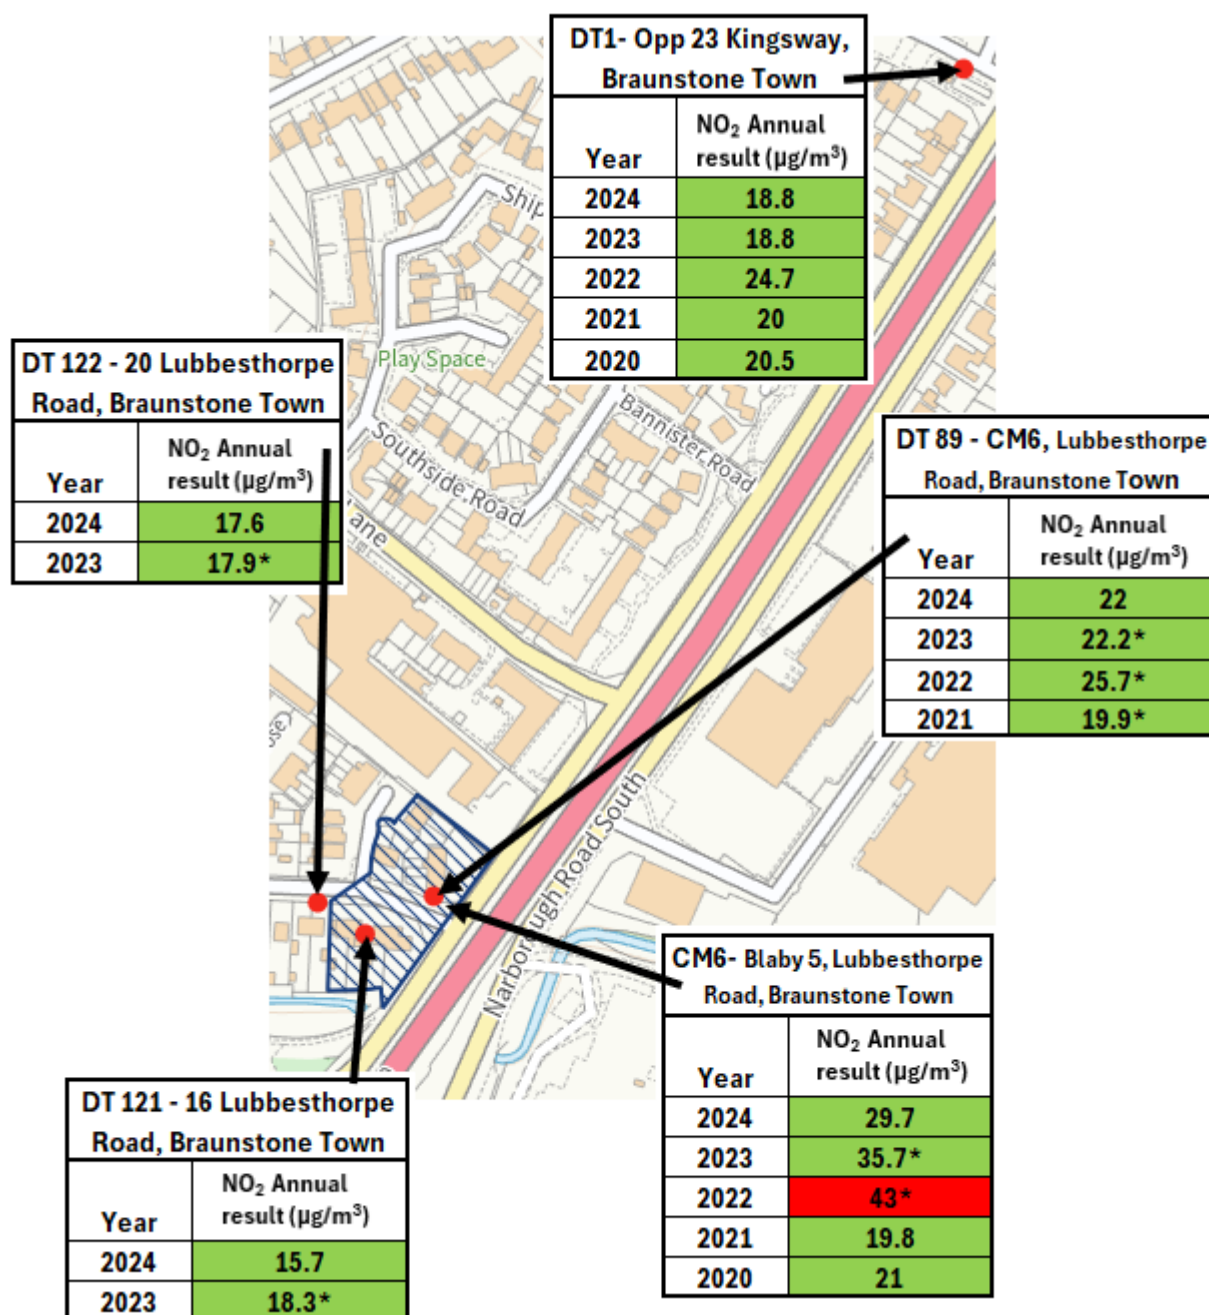 DT1- Opp 23 Kingsway,
Braunstone Town
Year
NO₂ Annual
result (µg/m³)
2024 18.8
2023 18.8
2022 24.7
2021 20
2020 20.5
Ship
Play Space
Bannister Road
Southside Road
Lane
DT 122 - 20 Lubbesthorpe
Road, Braunstone Town
Year
NO₂ Annual
result (µg/m³)
2024 17.6
2023 17.9*
DT 89 - CM6, Lubbesthorpe
Road, Braunstone Town
Year
NO₂ Annual
result (µg/m³)
2024 22
2023 22.2*
2022 25.7*
2021 19.9*
Narborough Road South
CM6- Blaby 5, Lubbesthorpe
Road, Braunstone Town
Year
NO₂ Annual
result (µg/m³)
2024 29.7
2023 35.7*
2022 43*
2021 19.8
2020 21
DT 121 - 16 Lubbesthorpe
Road, Braunstone Town
Year
NO₂ Annual
result (µg/m³)
2024 15.7
2023 18.3*